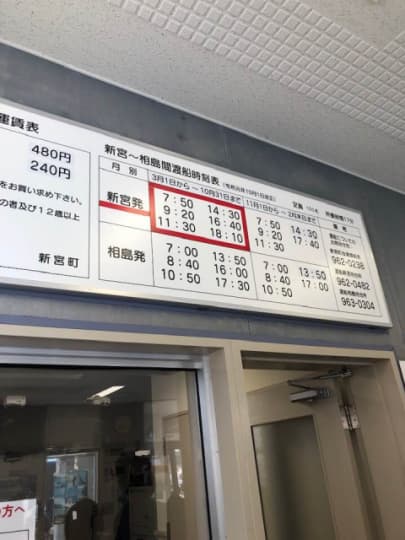 運賃表
480円
240円
をお買い求め下さい。
の者及び12歳以上
新宮町
新宮～相島間渡船時刻表
月別
3月1日から～10月31日まで
11月1日から～2月末日まで
新宮発
7:50 14:30
9:20 16:40
11:30 18:10
7:50 14:30
9:20 17:40
11:30
相島発
7:00 13:50
8:40 16:00
10:50 17:30
7:00 13:50
8:40 17:00
10:50
962-0238
962-0482
963-0304
の方へ